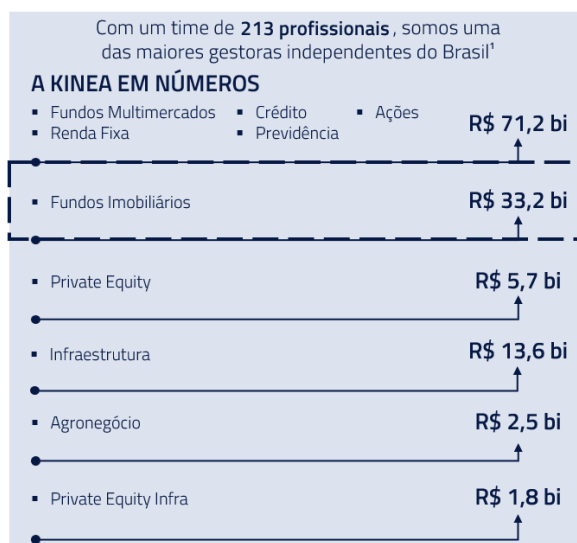 Com um time de 213 profissionais, somos uma
das maiores gestoras independentes do Brasil¹
A KINEA EM NÚMEROS
▪ Fundos Multimercados ▪ Crédito ▪ Ações
▪ Renda Fixa ▪ Previdência
R$ 71,2 bi
▪ Fundos Imobiliários R$ 33,2 bi
▪ Private Equity R$ 5,7 bi
▪ Infraestrutura R$ 13,6 bi
▪ Agronegócio R$ 2,5 bi
▪ Private Equity Infra R$ 1,8 bi